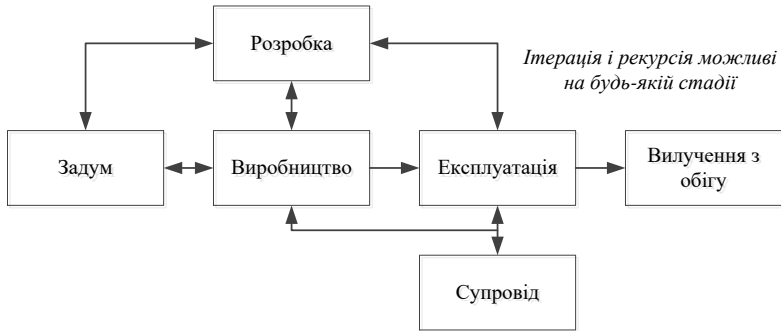 Розробка
Ітерація і рекурсія можливі
на будь-якій стадії
Задум
Виробництво
Експлуатація
Вилучення з
обігу
Супровід